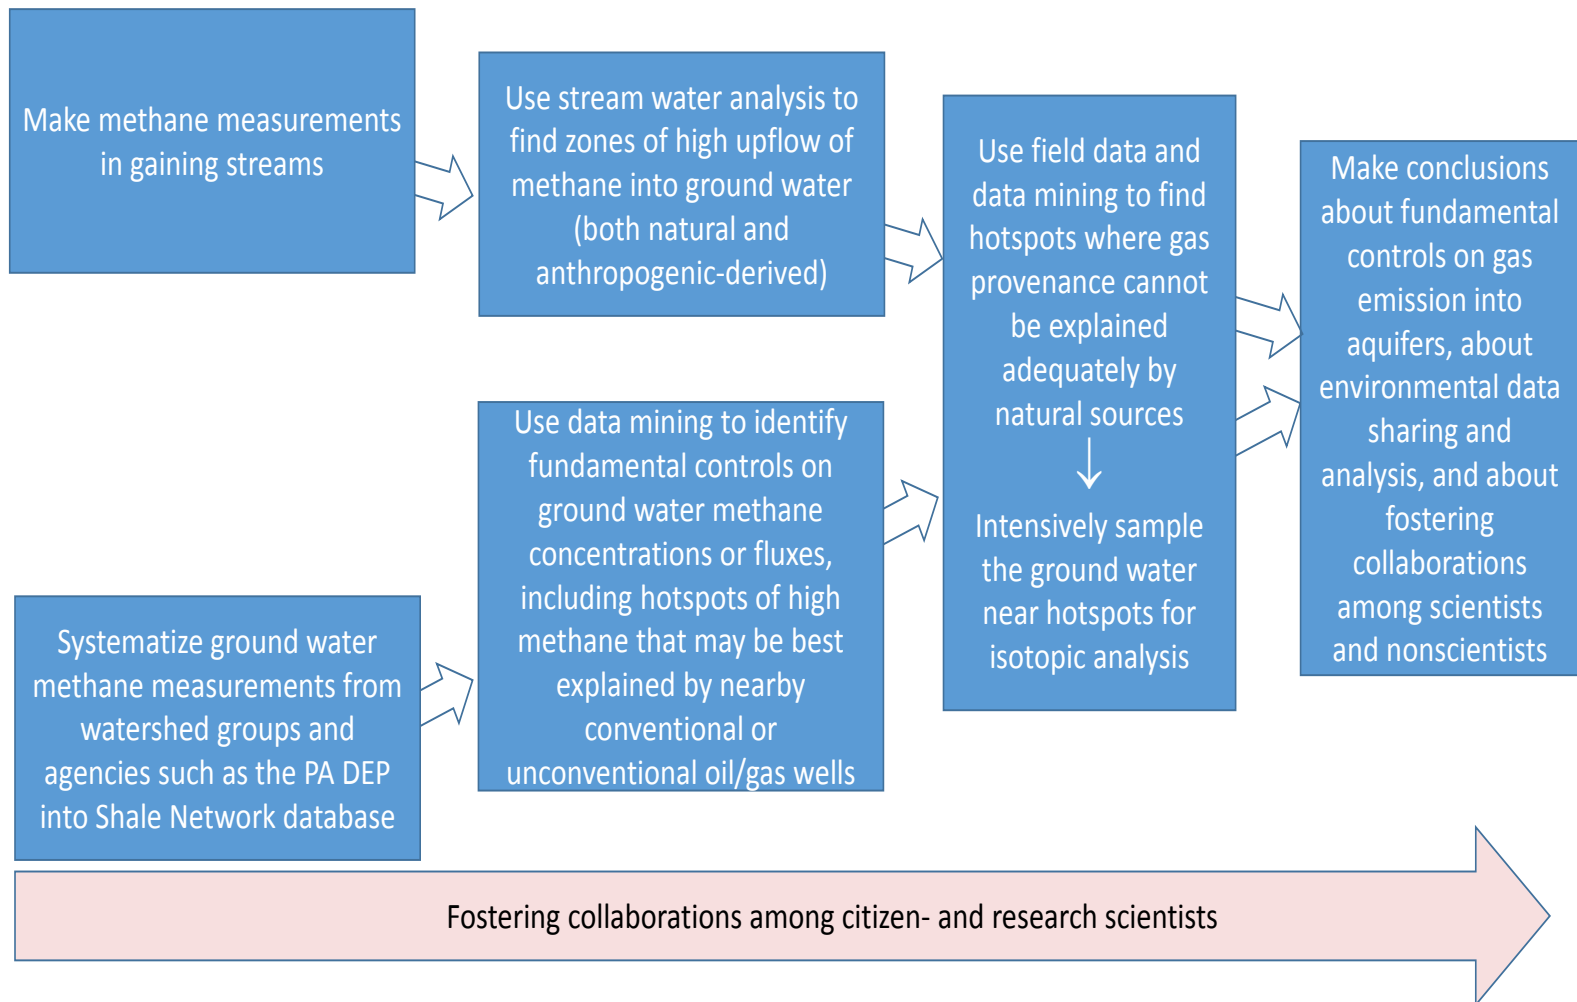 Make methane measurements
in gaining streams
Use stream water analysis to
find zones of high upflow of
methane into ground water
(both natural and
anthropogenic-derived)
Systematize ground water
methane measurements from
watershed groups and
agencies such as the PA DEP
into Shale Network database
Use data mining to identify
fundamental controls on
ground water methane
concentrations or fluxes,
including hotspots of high
methane that may be best
explained by nearby
conventional or
unconventional oil/gas wells
Use field data and
data mining to find
hotspots where gas
provenance cannot
be explained
adequately by
natural sources
Intensively sample
the ground water
near hotspots for
isotopic analysis
Make conclusions
about fundamental
controls on gas
emission into
aquifers, about
environmental data
sharing and
analysis, and about
fostering
collaborations
among scientists
and nonscientists
Fostering collaborations among citizen- and research scientists